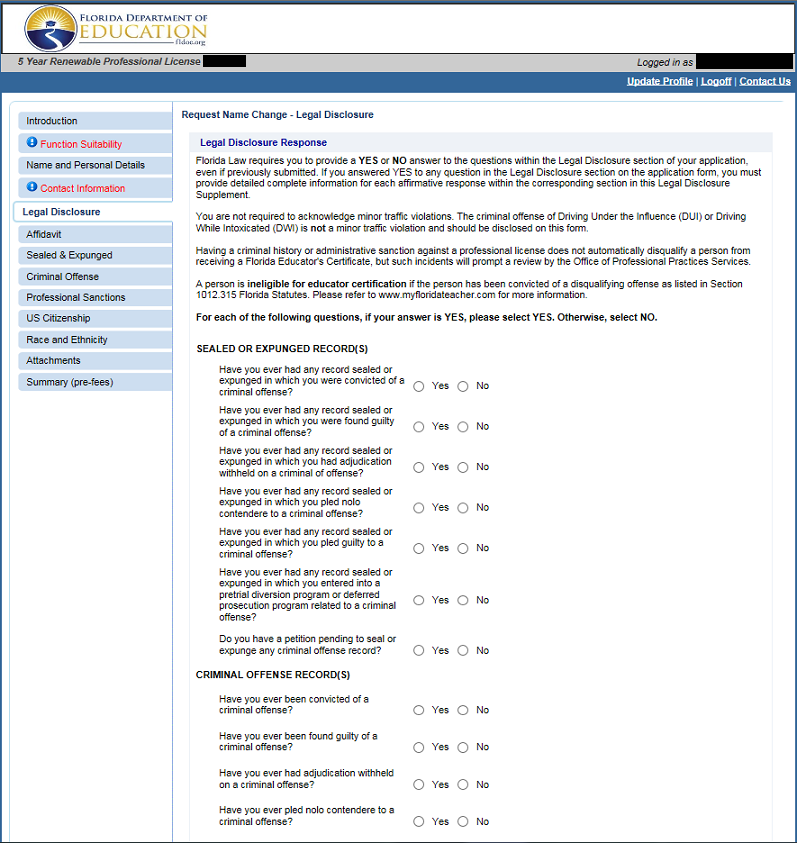 FLORIDA DEPARTMENT OF
EDUCATION
fldoe.org
5 Year Renewable Professional License
Logged in as
Update Profile | Logoff | Contact Us
Introduction
Function Suitability
Name and Personal Details
Contact Information
Legal Disclosure
Affidavit
Sealed & Expunged
Criminal Offense
Professional Sanctions
US Citizenship
Race and Ethnicity
Attachments
Summary (pre-fees)
Request Name Change - Legal Disclosure
Legal Disclosure Response
Florida Law requires you to provide a YES or NO answer to the questions within the Legal Disclosure section of your application,
even if previously submitted. If you answered YES to any question in the Legal Disclosure section on the application form, you must
provide detailed complete information for each affirmative response within the corresponding section in this Legal Disclosure
Supplement.
You are not required to acknowledge minor traffic violations. The criminal offense of Driving Under the Influence (DUI) or Driving
While Intoxicated (DWI) is not a minor traffic violation and should be disclosed on this form.
Having a criminal history or administrative sanction against a professional license does not automatically disqualify a person from
receiving a Florida Educator's Certificate, but such incidents will prompt a review by the Office of Professional Practices Services.
A person is ineligible for educator certification if the person has been convicted of a disqualifying offense as listed in Section
1012.315 Florida Statutes. Please refer to www.myfloridateacher.com for more information.
For each of the following questions, if your answer is YES, please select YES. Otherwise, select NO.
SEALED OR EXPUNGED RECORD(S)
Have you ever had any record sealed or
expunged in which you were convicted of a
criminal offense?
Yes No
Have you ever had any record sealed or
expunged in which you were found guilty
of a criminal offense?
Yes No
Have you ever had any record sealed or
expunged in which you had adjudication
withheld on a criminal of offense?
Yes No
Have you ever had any record sealed or
expunged in which you pled nolo
contendere to a criminal offense?
Yes No
Have you ever had any record sealed or
expunged in which you pled guilty to a
criminal offense?
Yes No
Have you ever had any record sealed or
expunged in which you entered into a
pretrial diversion program or deferred
prosecution program related to a criminal
offense?
Yes No
Do you have a petition pending to seal or
expunge any criminal offense record?
Yes No
CRIMINAL OFFENSE RECORD(S)
Have you ever been convicted of a
criminal offense?
Yes No
Have you ever been found guilty of a
criminal offense?
Yes No
Have you ever had adjudication withheld
on a criminal offense?
Yes No
Have you ever pled nolo contendere to a
criminal offense?
Yes No